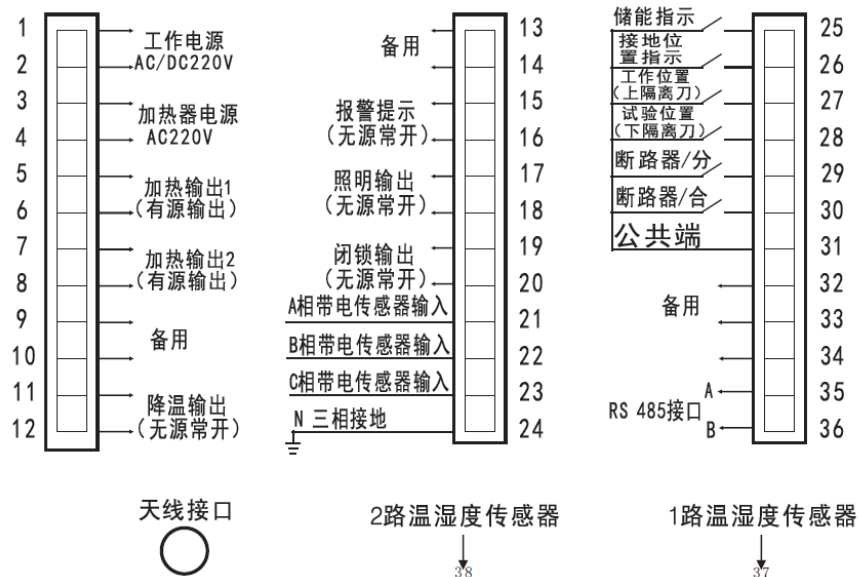 1
2
3
4
5
6
7
8
9
10
11
12
工作电源
AC/DC220V
加热器电源
AC220V
加热输出1
(有源输出)
加热输出2
(有源输出)
备用
降温输出
(无源常开)
备用
报警提示
(无源常开)
照明输出
(无源常开)
闭锁输出
(无源常开)
A相带电传感器输入
B相带电传感器输入
C相带电传感器输入
N 三相接地
13
14
15
16
17
18
19
20
21
22
23
24
储能指示
接地位
置指示
工作位置
(上隔离刀)
试验位置
(下隔离刀)
断路器/分
断路器/合
公共端
备用
RS 485接口
A
B
25
26
27
28
29
30
31
32
33
34
35
36
天线接口
2路温湿度传感器
38
1路温湿度传感器
37